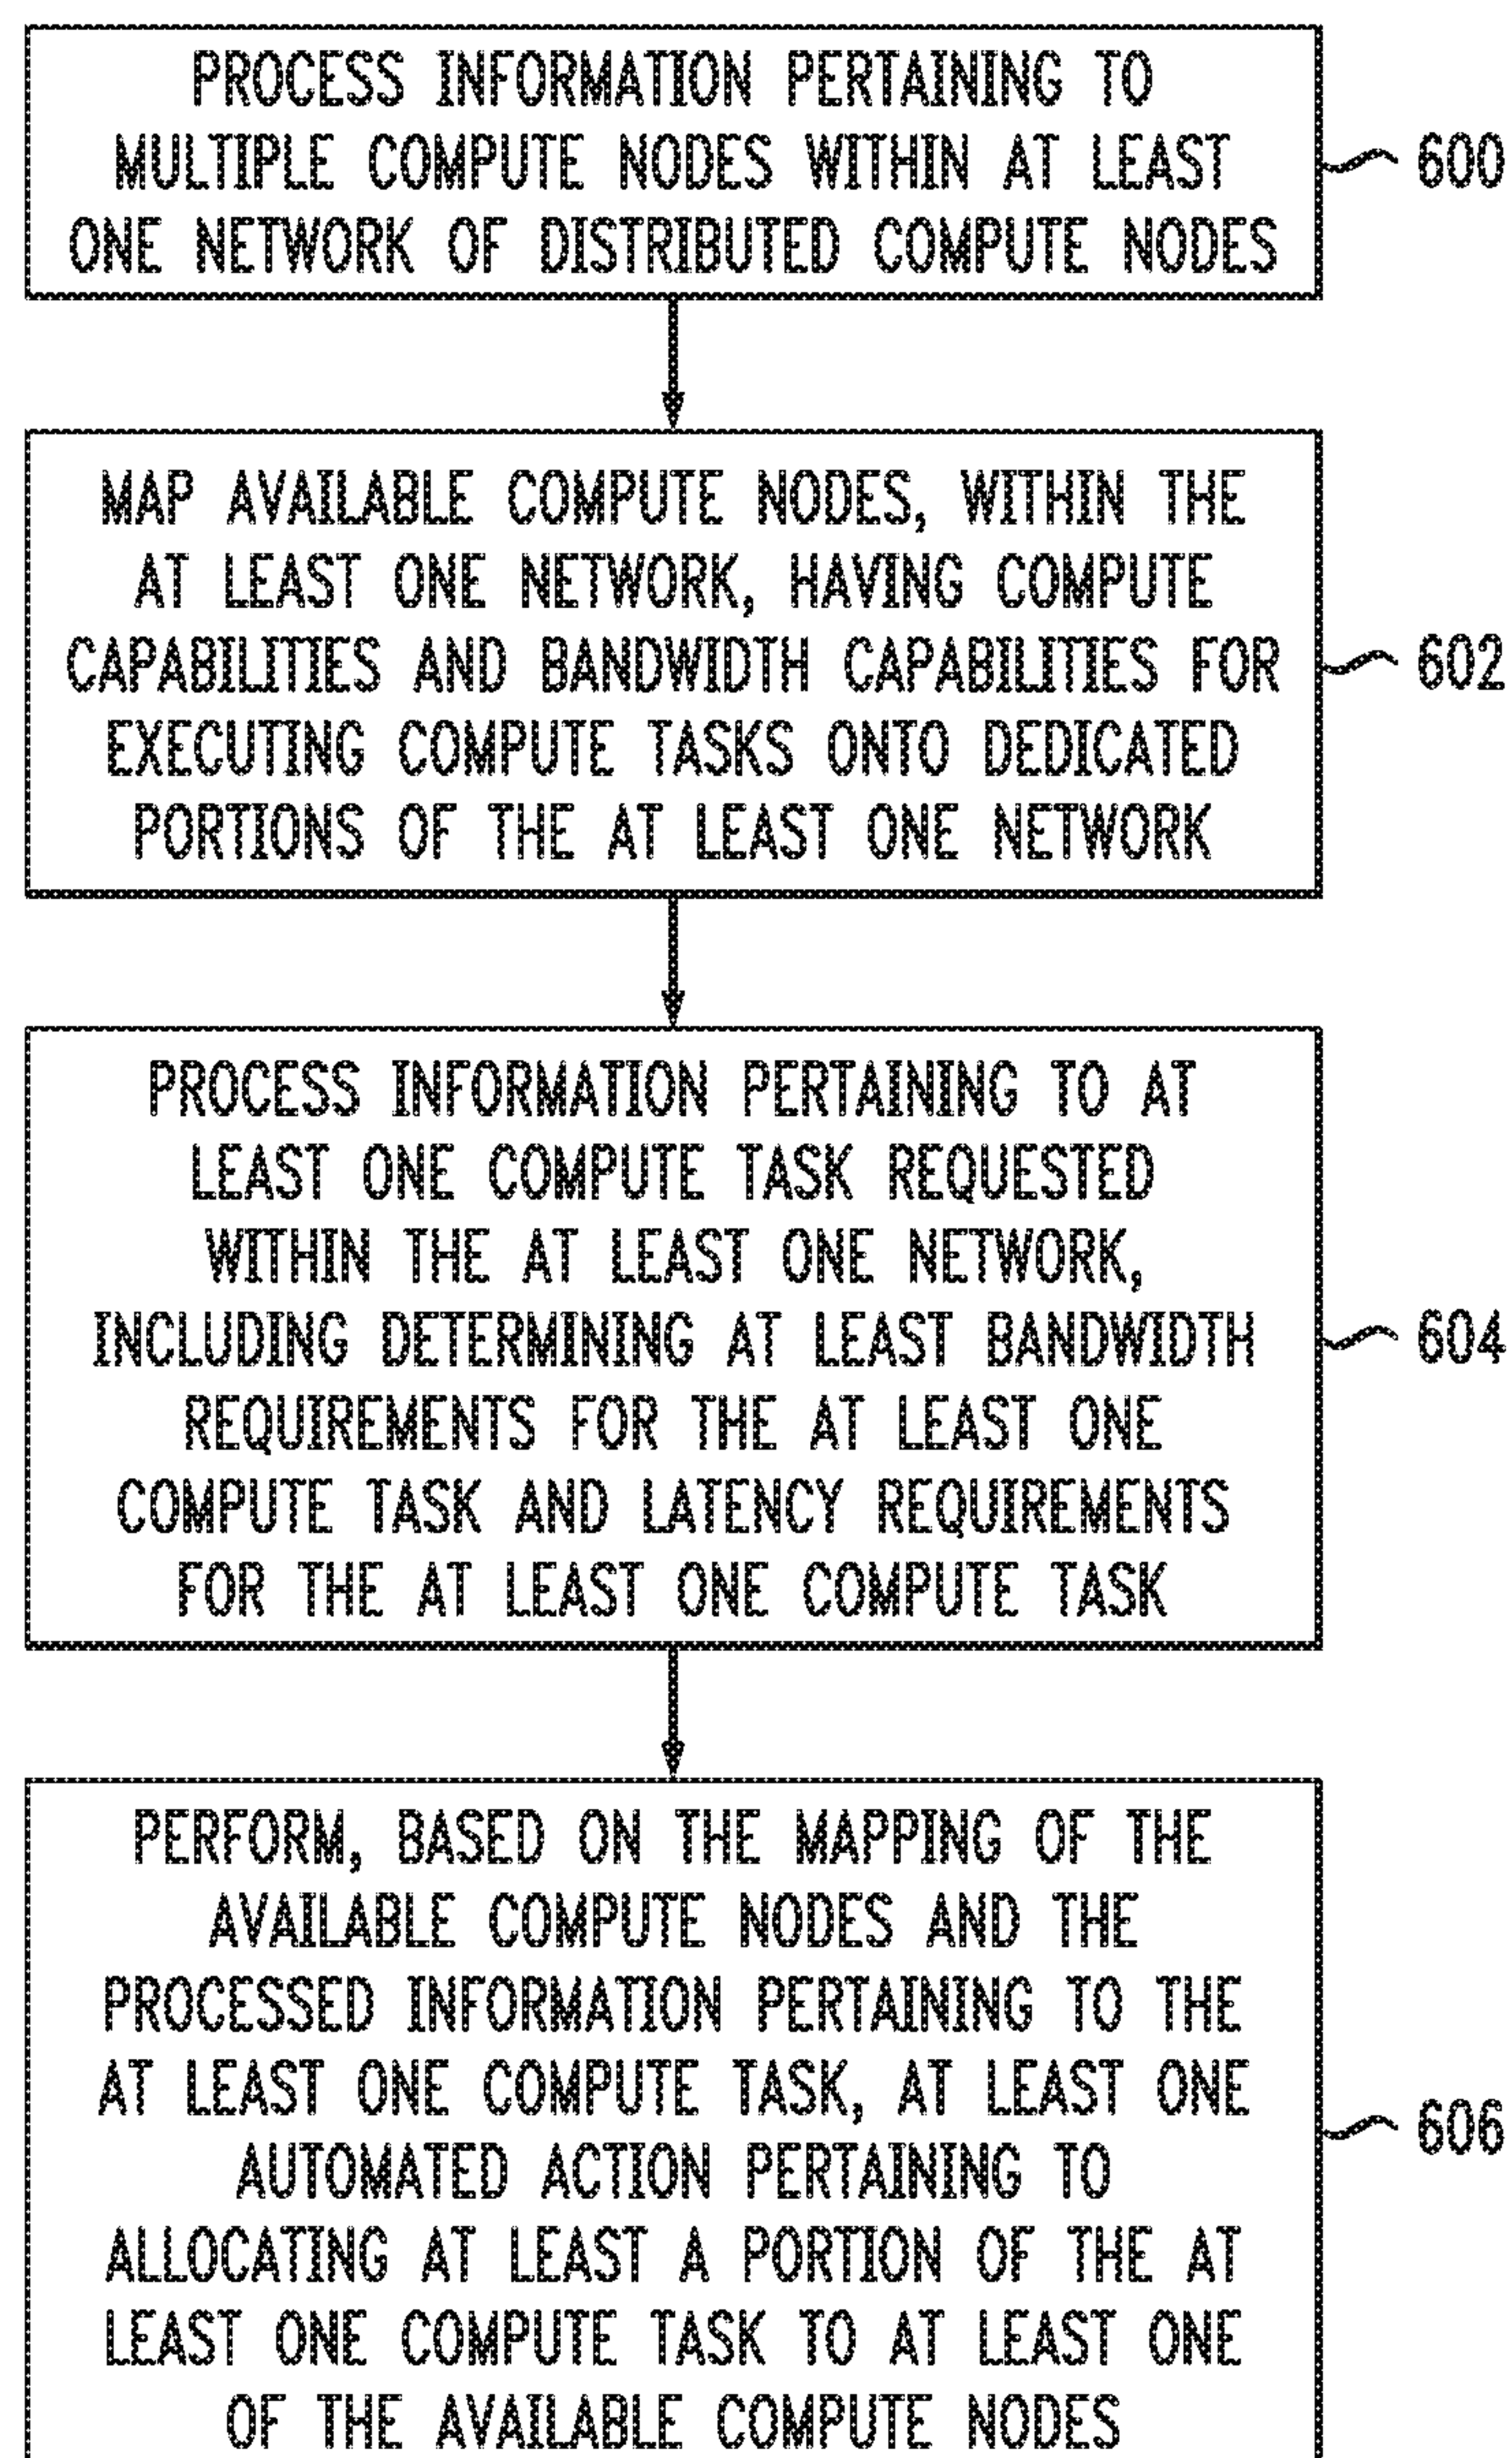 PROCESS INFORMATION PERTAINING TO
MULTIPLE COMPUTE NODES WITHIN AT LEAST
ONE NETWORK OF DISTRIBUTED COMPUTE NODES
600
MAP AVAILABLE COMPUTE NODES, WITHIN THE
AT LEAST ONE NETWORK, HAVING COMPUTE
CAPABILITIES AND BANDWIDTH CAPABILITIES FOR
EXECUTING COMPUTE TASKS ONTO DEDICATED
PORTIONS OF THE AT LEAST ONE NETWORK
602
PROCESS INFORMATION PERTAINING TO AT
LEAST ONE COMPUTE TASK REQUESTED
WITHIN THE AT LEAST ONE NETWORK,
INCLUDING DETERMINING AT LEAST BANDWIDTH
REQUIREMENTS FOR THE AT LEAST ONE
COMPUTE TASK AND LATENCY REQUIREMENTS
FOR THE AT LEAST ONE COMPUTE TASK
604
PERFORM, BASED ON THE MAPPING OF THE
AVAILABLE COMPUTE NODES AND THE
PROCESSED INFORMATION PERTAINING TO THE
AT LEAST ONE COMPUTE TASK, AT LEAST ONE
AUTOMATED ACTION PERTAINING TO
ALLOCATING AT LEAST A PORTION OF THE AT
LEAST ONE COMPUTE TASK TO AT LEAST ONE
OF THE AVAILABLE COMPUTE NODES
606